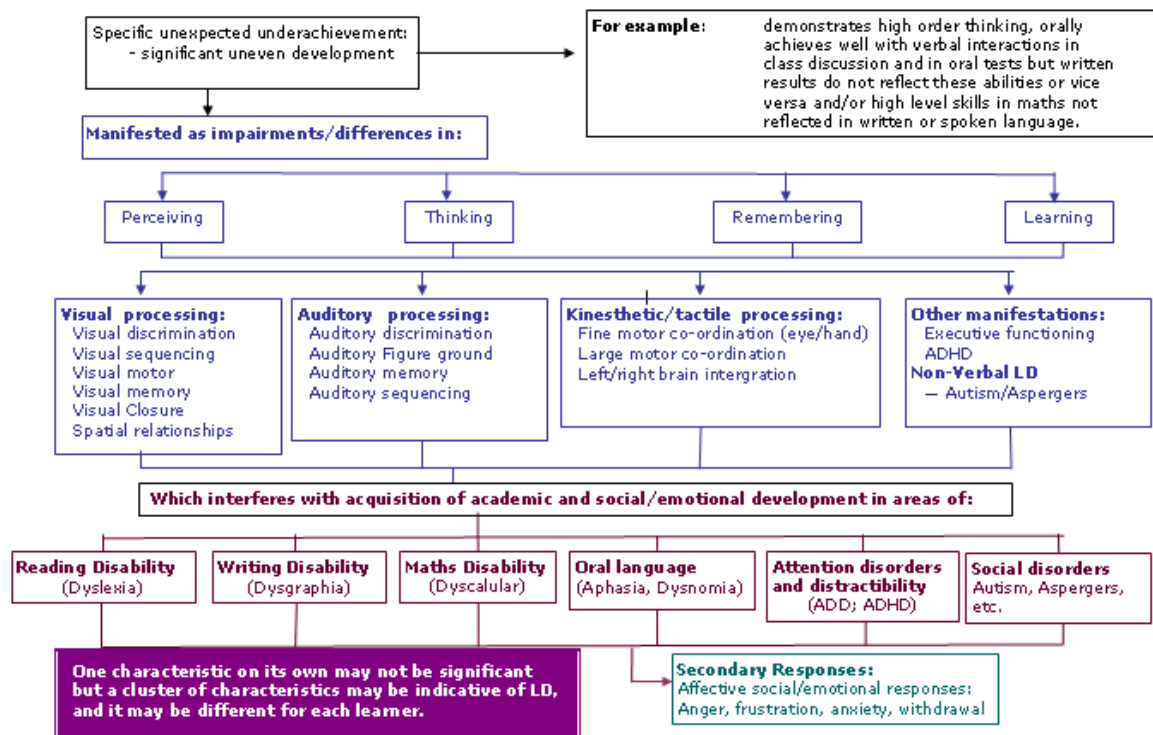 Specific unexpected underachievement:
- significant uneven development
For example: demonstrates high order thinking, orally
achieves well with verbal interactions in
class discussion and in oral tests but written
results do not reflect these abilities or vice
versa and/or high level skills in maths not
reflected in written or spoken language.
Manifested as impairments/differences in:
Perceiving
Thinking
Remembering
Learning
Visual processing:
Visual discrimination
Visual sequencing
Visual motor
Visual memory
Visual Closure
Spatial relationships
Auditory processing:
Auditory discrimination
Auditory Figure ground
Auditory memory
Auditory sequencing
Kinesthetic/tactile processing:
Fine motor co-ordination (eye/hand)
Large motor co-ordination
Left/right brain intergration
Other manifestations:
Executive functioning
ADHD
Non-Verbal LD
— Autism/Aspergers
Which interferes with acquisition of academic and social/emotional development in areas of:
Reading Disability
(Dyslexia)
Writing Disability
(Dysgraphia)
Maths Disability
(Dyscalular)
Oral language
(Aphasia, Dysnomia)
Attention disorders
and distractibility
(ADD; ADHD)
Social disorders
Autism, Aspergers,
etc.
One characteristic on its own may not be significant
but a cluster of characteristics may be indicative of LD,
and it may be different for each learner.
Secondary Responses:
Affective social/emotional responses:
Anger, frustration, anxiety, withdrawal